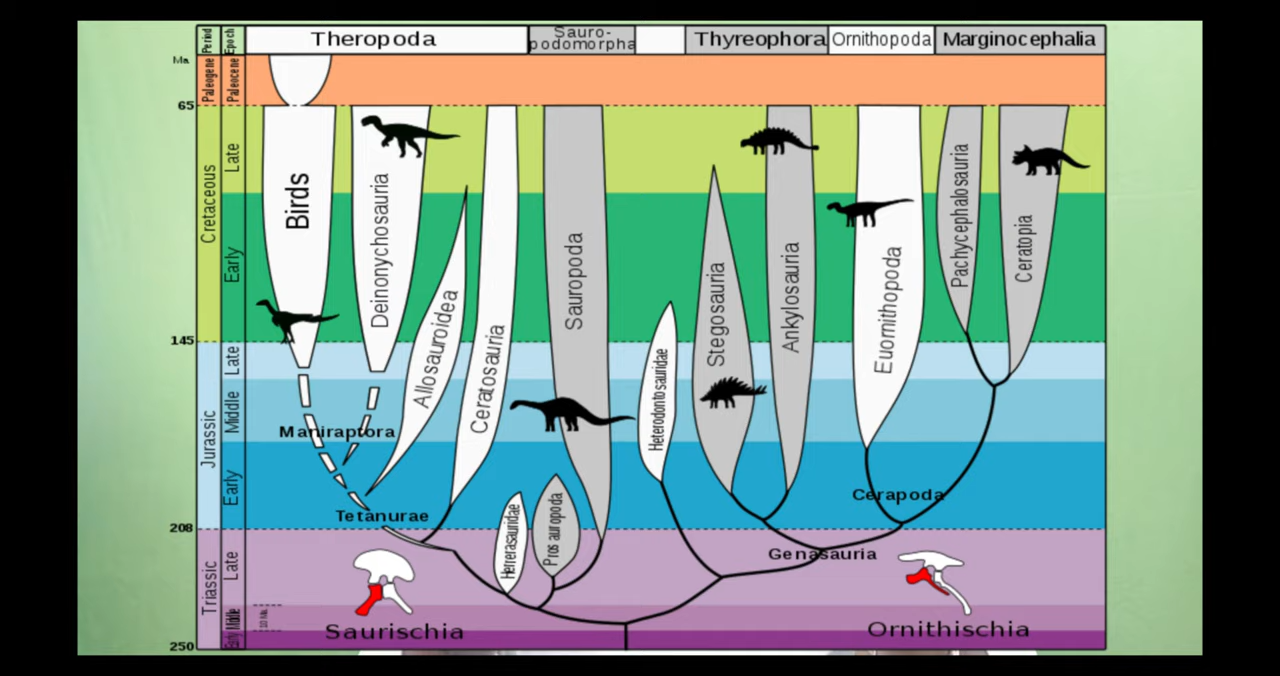 Period
Epoch
Theropoda
Sauro-
podomorpha
Thyreophora
Ornithopoda
Marginocephalia
Ma
Paleogene
Paleocene
65
Cretaceous
Late
Early
145
Jurassic
Late
Middle
Early
208
Triassic
Late
Middle
Early
250
10 Ma
Birds
Deinonychosauria
Allosauroidea
Ceratosauria
Sauropoda
Heterodontosauridae
Stegosauria
Ankylosauria
Euornithopoda
Pachycephalosauria
Ceratopia
Maniraptora
Tetanurae
Herrerasauridae
Prosauropoda
Cerapoda
Genasauria
Saurischia
Ornithischia